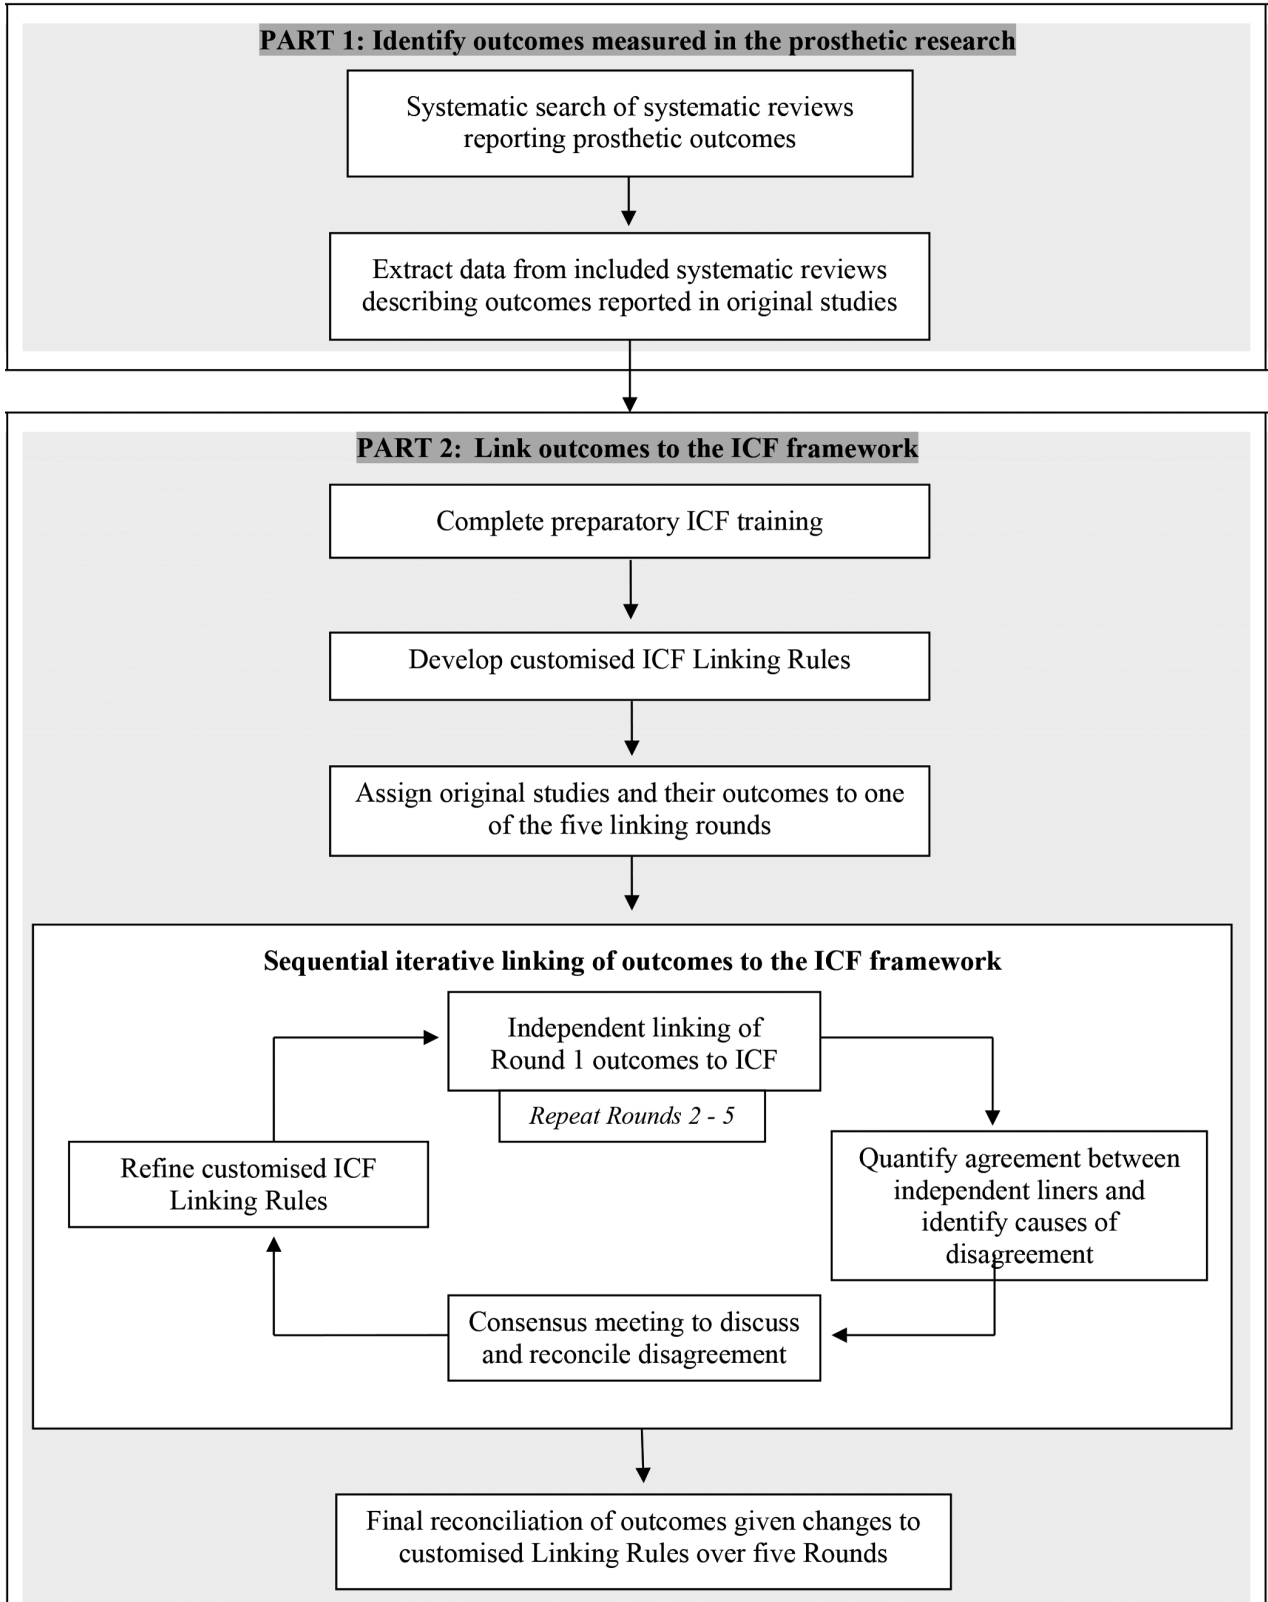 PART 1: Identify outcomes measured in the prosthetic research
Systematic search of systematic reviews
reporting prosthetic outcomes
Extract data from included systematic reviews
describing outcomes reported in original studies
PART 2: Link outcomes to the ICF framework
Complete preparatory ICF training
Develop customised ICF Linking Rules
Assign original studies and their outcomes to one
of the five linking rounds
Sequential iterative linking of outcomes to the ICF framework
Independent linking of
Round 1 outcomes to ICF
Repeat Rounds 2 - 5
Quantify agreement between
independent liners and
identify causes of
disagreement
Consensus meeting to discuss
and reconcile disagreement
Refine customised ICF
Linking Rules
Final reconciliation of outcomes given changes to
customised Linking Rules over five Rounds